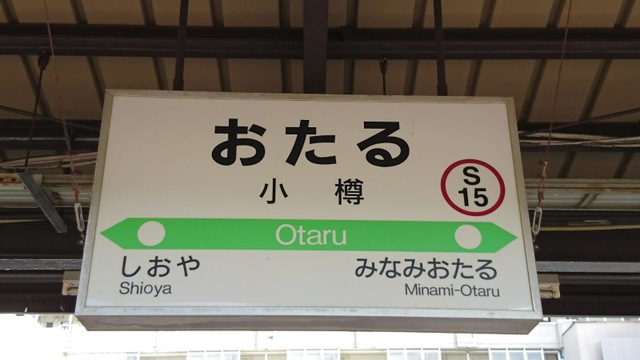 おたる
小樽
S
15
Otaru
しおや
Shioya
みなみおたる
Minami-Otaru